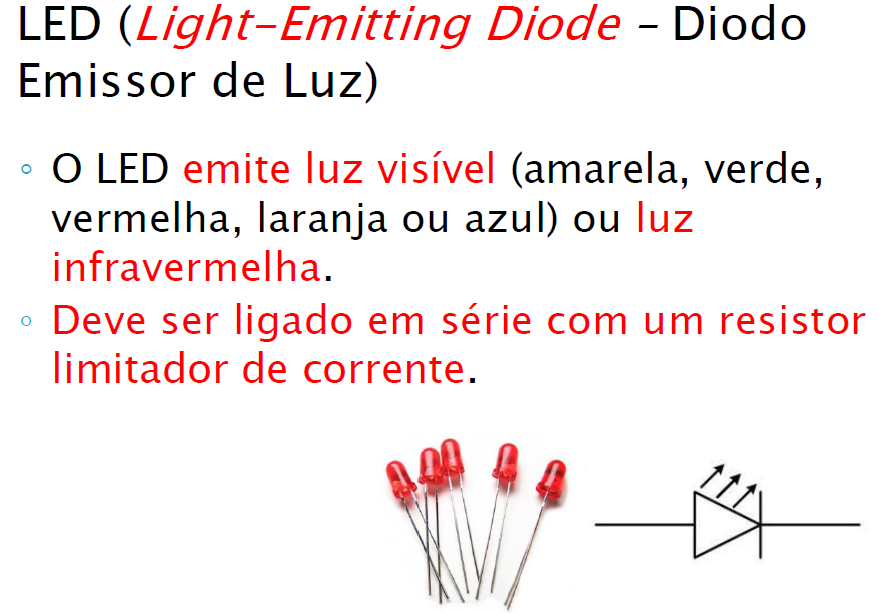 LED (Light-Emitting Diode – Diodo
Emissor de Luz)
◦ O LED emite luz visível (amarela, verde,
vermelha, laranja ou azul) ou luz
infravermelha.
◦ Deve ser ligado em série com um resistor
limitador de corrente.